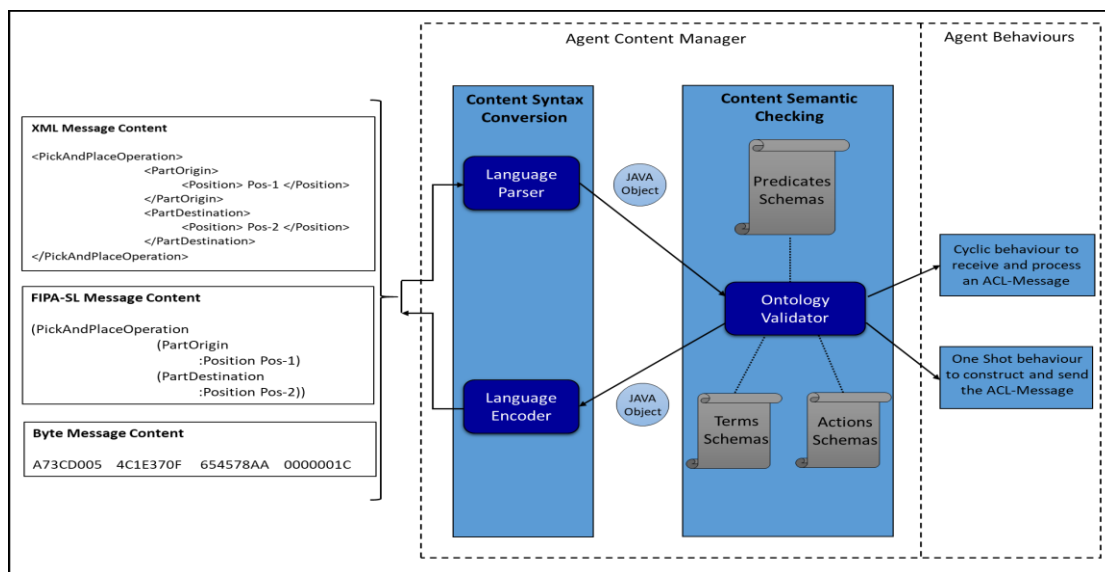 Agent Content Manager
Agent Behaviours
XML Message Content
<PickAndPlaceOperation>
<PartOrigin>
<Position> Pos-1 </Position>
</PartOrigin>
<PartDestination>
<Position> Pos-2 </Position>
</PartDestination>
</PickAndPlaceOperation>
FIPA-SL Message Content
(PickAndPlaceOperation
(PartOrigin
:Position Pos-1)
(PartDestination
:Position Pos-2))
Byte Message Content
A73CD005 4C1E370F 654578AA 0000001C
Content Syntax
Conversion
Language
Parser
Language
Encoder
JAVA
Object
JAVA
Object
Content Semantic
Checking
Predicates
Schemas
Ontology
Validator
Terms
Schemas
Actions
Schemas
Cyclic behaviour to
receive and process
an ACL-Message
One Shot behaviour
to construct and send
the ACL-Message